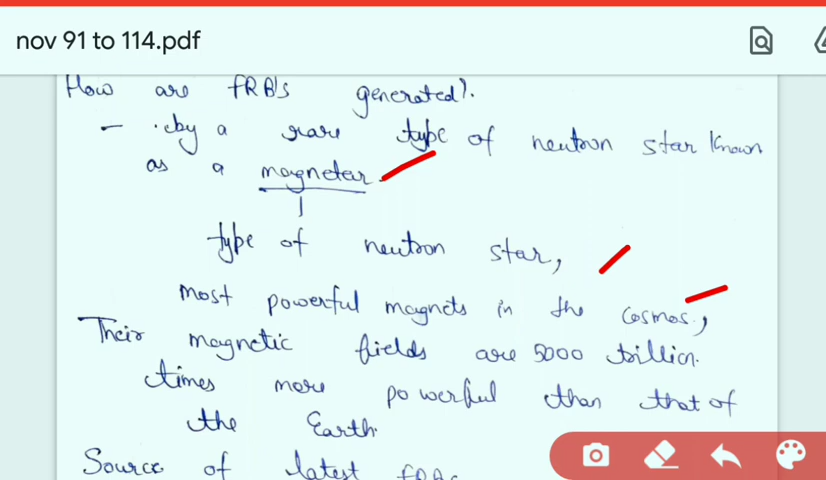 nov 91 to 114.pdf
How are FRB's generated?.
- by a rare type of neutron star known
as a magnetar
type of neutron star,
most powerful magnets in the cosmos,
Their magnetic fields are 5000 trillion
times more powerful than that of
the Earth.
Source of latest FRBs